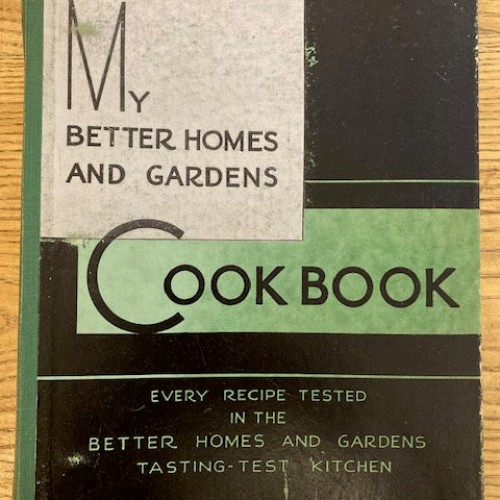 My
BETTER HOMES
AND GARDENS
COOK BOOK
EVERY RECIPE TESTED
IN THE
BETTER HOMES AND GARDENS
TASTING-TEST KITCHEN